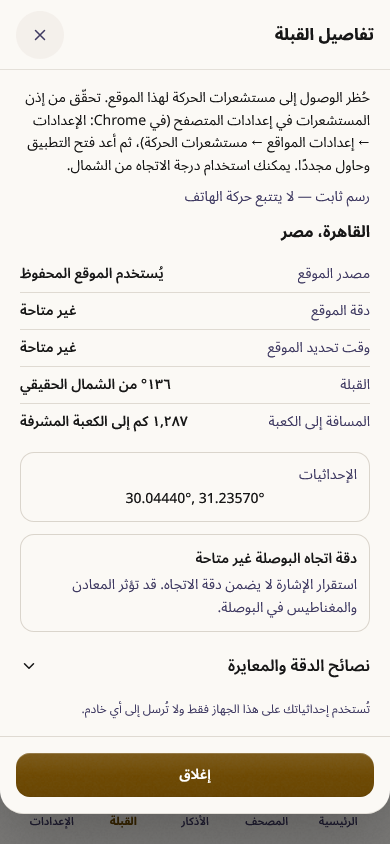 تفاصيل القبلة
حُظر الوصول إلى مستشعرات الحركة لهذا الموقع. تحقّق من إذن
المستشعرات في إعدادات المتصفح (في Chrome: الإعدادات
← إعدادات المواقع ← مستشعرات الحركة)، ثم أعد فتح التطبيق
وحاول مجددًا. يمكنك استخدام درجة الاتجاه من الشمال.
رسم ثابت — لا يتتبع حركة الهاتف
القاهرة، مصر
مصدر الموقع يُستخدم الموقع المحفوظ
دقة الموقع غير متاحة
وقت تحديد الموقع غير متاحة
القبلة ١٣٦° من الشمال الحقيقي
المسافة إلى الكعبة ١,٢٨٧ كم إلى الكعبة المشرفة
الإحداثيات
30.04440°, 31.23570°
دقة اتجاه البوصلة غير متاحة
استقرار الإشارة لا يضمن دقة الاتجاه. قد تؤثر المعادن
والمغناطيس في البوصلة.
نصائح الدقة والمعايرة
تُستخدم إحداثياتك على هذا الجهاز فقط ولا تُرسل إلى أي خادم.
إغلاق
الرئيسية المصحف الأذكار القبلة الإعدادات